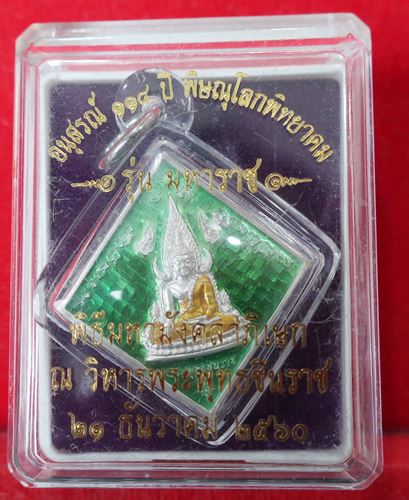 อนุสรณ์ ๑๑๔ ปี พิษณุโลกพิทยาคม
รุ่น มหาราช
พิธีมหามังคลาภิเษก
ณ วิหารพระพุทธชินราช
๒๑ ธันวาคม ๒๕๖๐